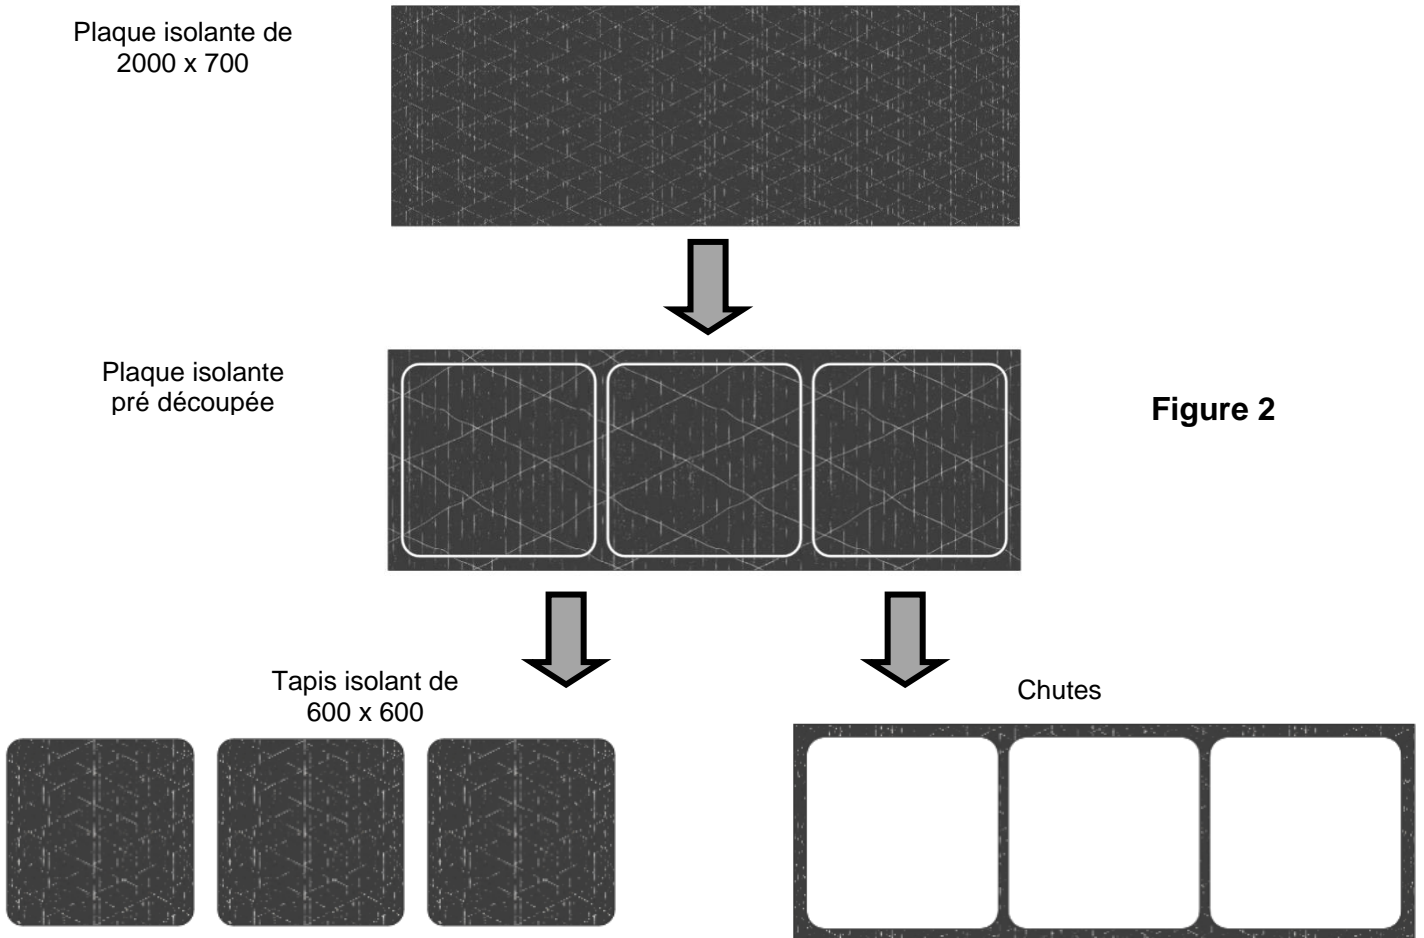 Plaque isolante de
2000 x 700
Plaque isolante
pré découpée
Figure 2
Tapis isolant de
600 x 600
Chutes